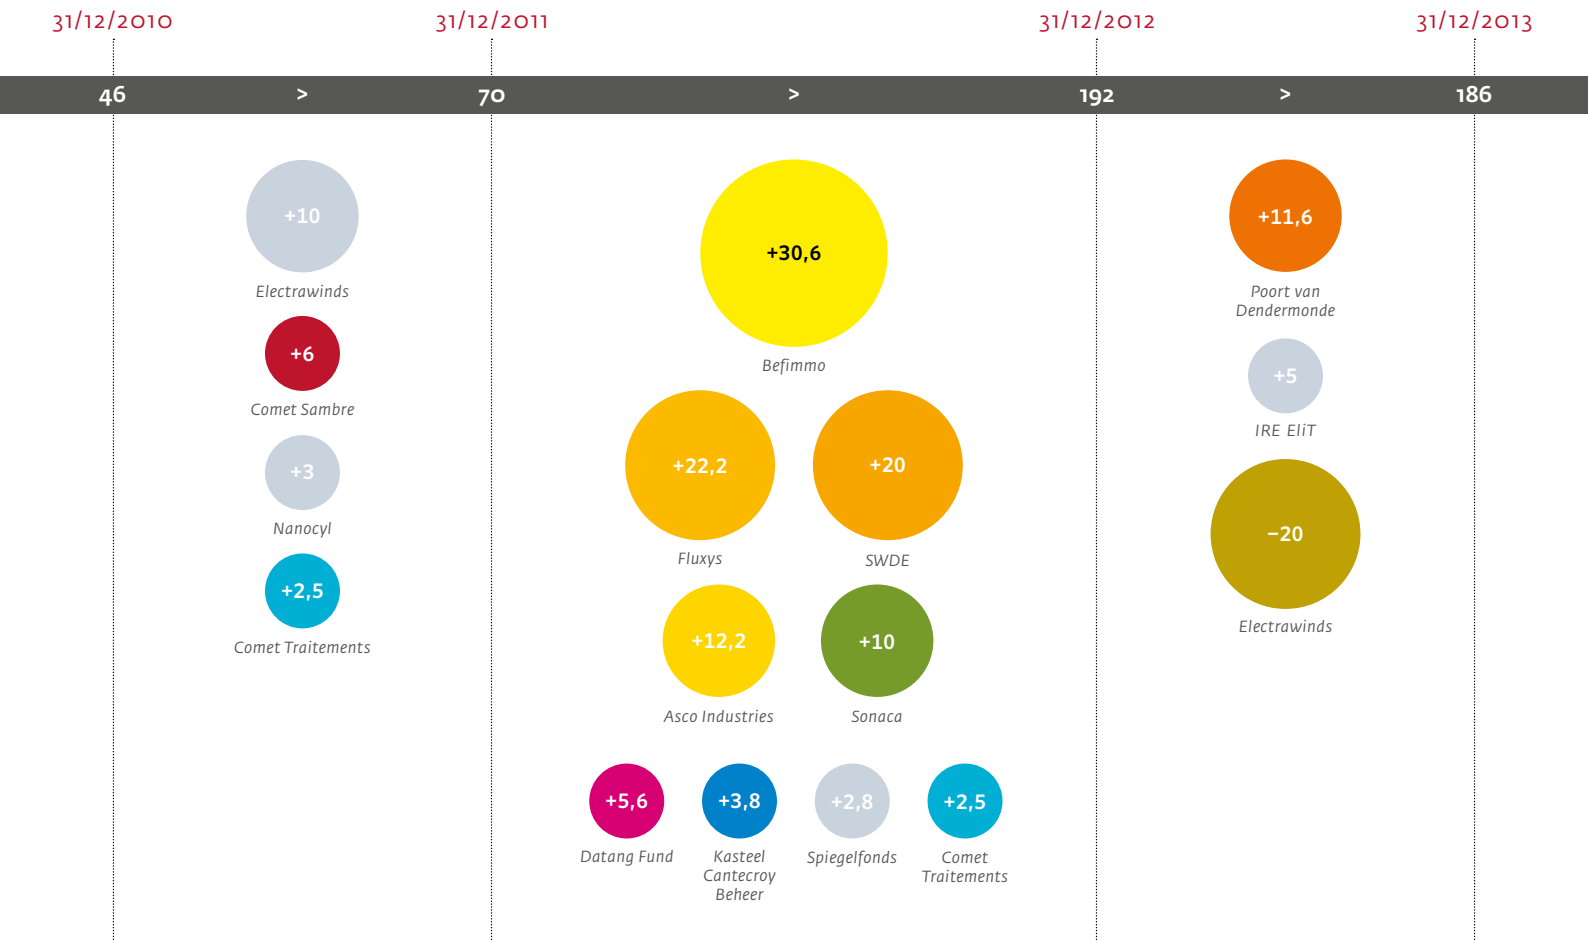 31/12/2010 31/12/2011 31/12/2012 31/12/2013
46 > 70 > 192 > 186
+10
Electrawinds
+6
Comet Sambre
+3
Nanocyl
+2,5
Comet Traitements
+30,6
Befimmo
+22,2
Fluxys
+20
SWDE
+12,2
Asco Industries
+10
Sonaca
+5,6
Datang Fund
+3,8
Kasteel
Cantecroy
Beheer
+2,8
Spiegelfonds
+2,5
Comet
Traitements
+11,6
Poort van
Dendermonde
+5
IRE EliT
−20
Electrawinds